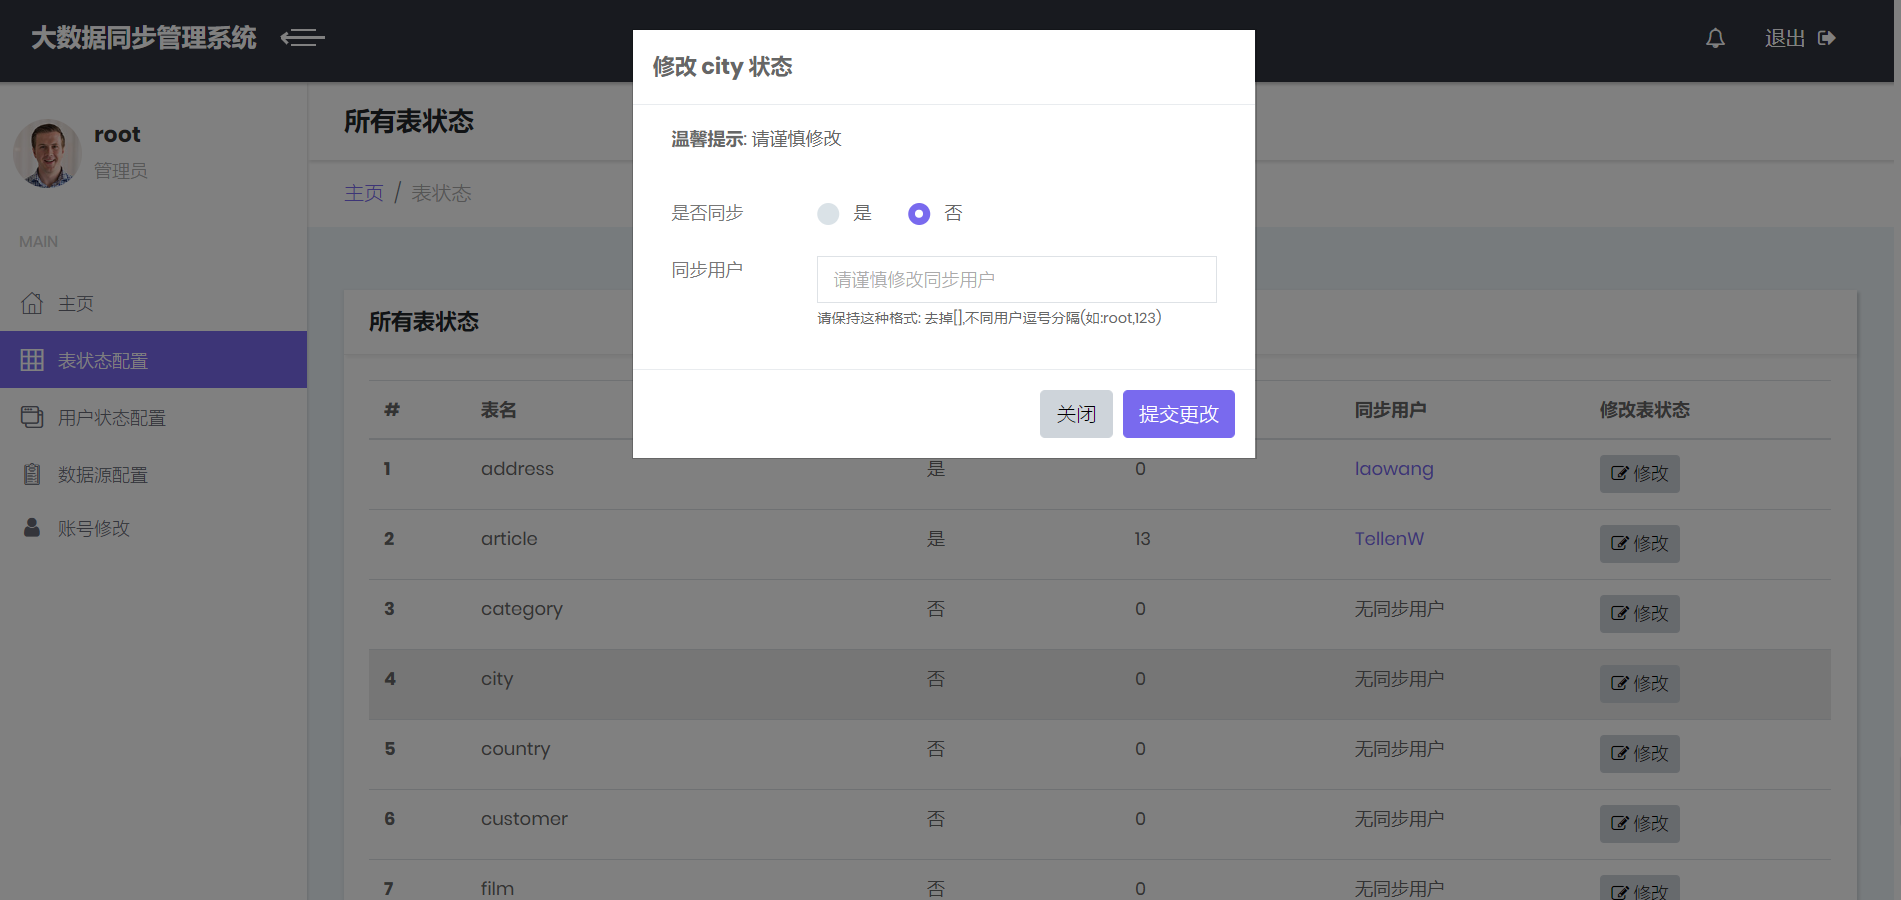 大数据同步管理系统
退出
root
管理员
MAIN
主页
表状态配置
用户状态配置
数据源配置
账号修改
所有表状态
主页 / 表状态
所有表状态
修改 city 状态
温馨提示: 请谨慎修改
是否同步 是 否
同步用户 请谨慎修改同步用户
请保持这种格式: 去掉[],不同用户逗号分隔(如:root,123)
关闭 提交更改
# 表名 同步用户 修改表状态
1 address 是 0 laowang 修改
2 article 是 13 TellenW 修改
3 category 否 0 无同步用户 修改
4 city 否 0 无同步用户 修改
5 country 否 0 无同步用户 修改
6 customer 否 0 无同步用户 修改
7 film 否 0 无同步用户 修改